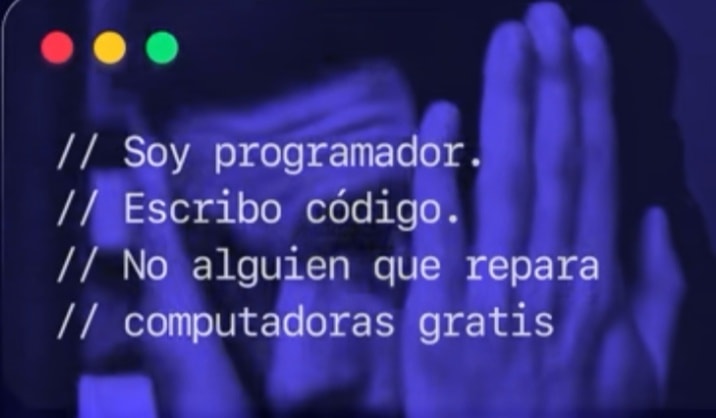 // Soy programador.
// Escribo código.
// No alguien que repara
// computadoras gratis